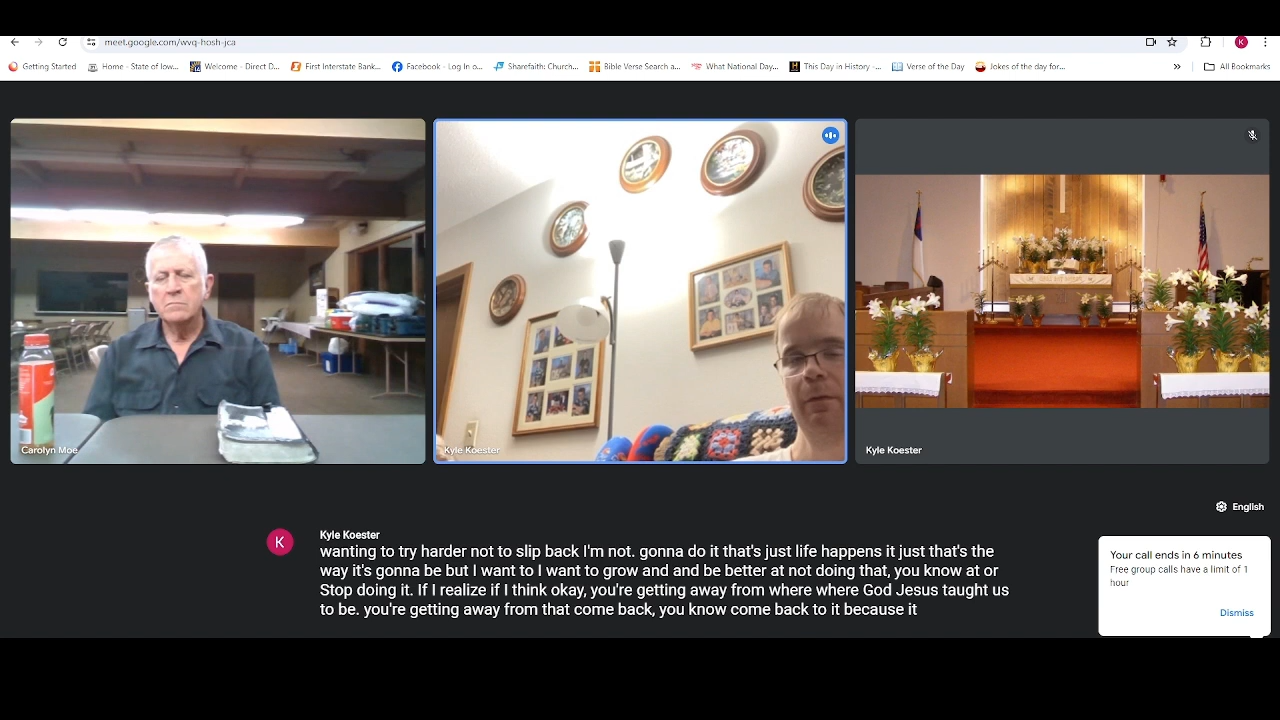 meet.google.com/wvq-hosh-jca
K
Getting Started
Home - State of Iow...
Welcome - Direct D...
First Interstate Bank...
Facebook - Log In o...
Sharefaith: Church...
Bible Verse Search a...
What National Day...
This Day in History -...
Verse of the Day
Jokes of the day for...
»
All Bookmarks
Carolyn Moe
Kyle Koester
Kyle Koester
English
K
Kyle Koester
wanting to try harder not to slip back I'm not. gonna do it that's just life happens it just that's the
way it's gonna be but I want to I want to grow and and be better at not doing that, you know at or
Stop doing it. If I realize if I think okay, you're getting away from where where God Jesus taught us
to be. you're getting away from that come back, you know come back to it because it
Your call ends in 6 minutes
Free group calls have a limit of 1
hour
Dismiss